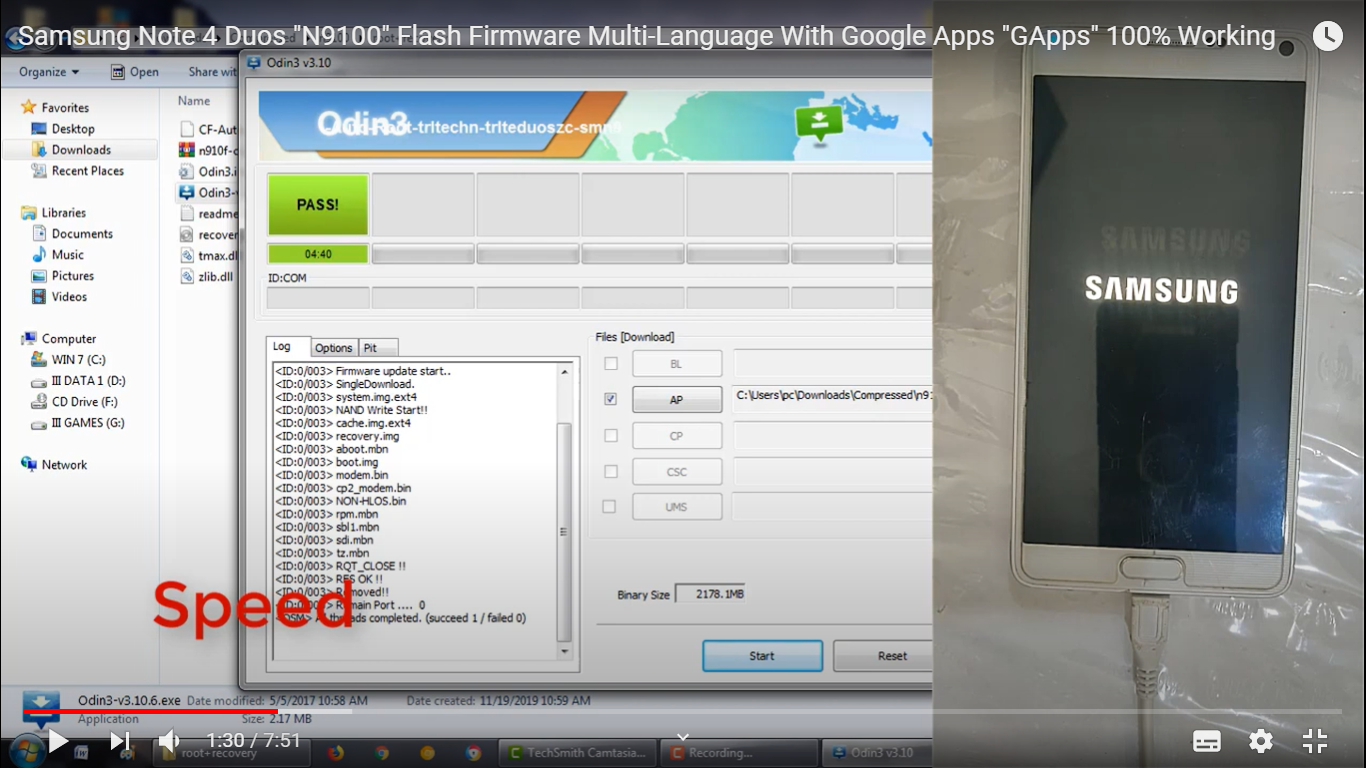 Samsung Note 4 Duos "N9100" Flash Firmware Multi-Language With Google Apps "GApps" 100% Working
Organize
Open
Share wit
Favorites
Desktop
Downloads
Recent Places
Libraries
Documents
Music
Pictures
Videos
Computer
WIN 7 (C:)
III DATA 1 (D:)
CD Drive (F:)
III GAMES (G:)
Network
Name
CF-Aut
n910f-c
Odin3.i
Odin3-v
readme
recover
tmax.dl
zlib.dll
Odin3 v3.10
Odin3
PASS!
04:40
ID:COM
Log
Options
Pit
<ID:0/003> Firmware update start..
<ID:0/003> SingleDownload.
<ID:0/003> system.img.ext4
<ID:0/003> NAND Write Start!!
<ID:0/003> cache.img.ext4
<ID:0/003> recovery.img
<ID:0/003> aboot.mbn
<ID:0/003> boot.img
<ID:0/003> modem.bin
<ID:0/003> cp2_modem.bin
<ID:0/003> NON-HLOS.bin
<ID:0/003> rpm.mbn
<ID:0/003> sbl1.mbn
<ID:0/003> sdi.mbn
<ID:0/003> tz.mbn
<ID:0/003> RQT_CLOSE !!
<ID:0/003> RES OK !!
<ID:0/003> Removed!!
<ID:0/003> Remain Port .... 0
<OSM> All threads completed. (succeed 1 / failed 0)
Speed
Files [Download]
BL
AP
C:\Users\pc\Downloads\Compressed\n91
CP
CSC
UMS
Binary Size
2178.1MB
Start
Reset
SAMSUNG
Odin3-v3.10.6.exe Date modified: 5/5/2017 10:58 AM Date created: 11/19/2019 10:59 AM
Application Size: 2.17 MB
1:30 / 7:51
root+recovery
TechSmith Camtasia...
Recording...
Odin3 v3.10